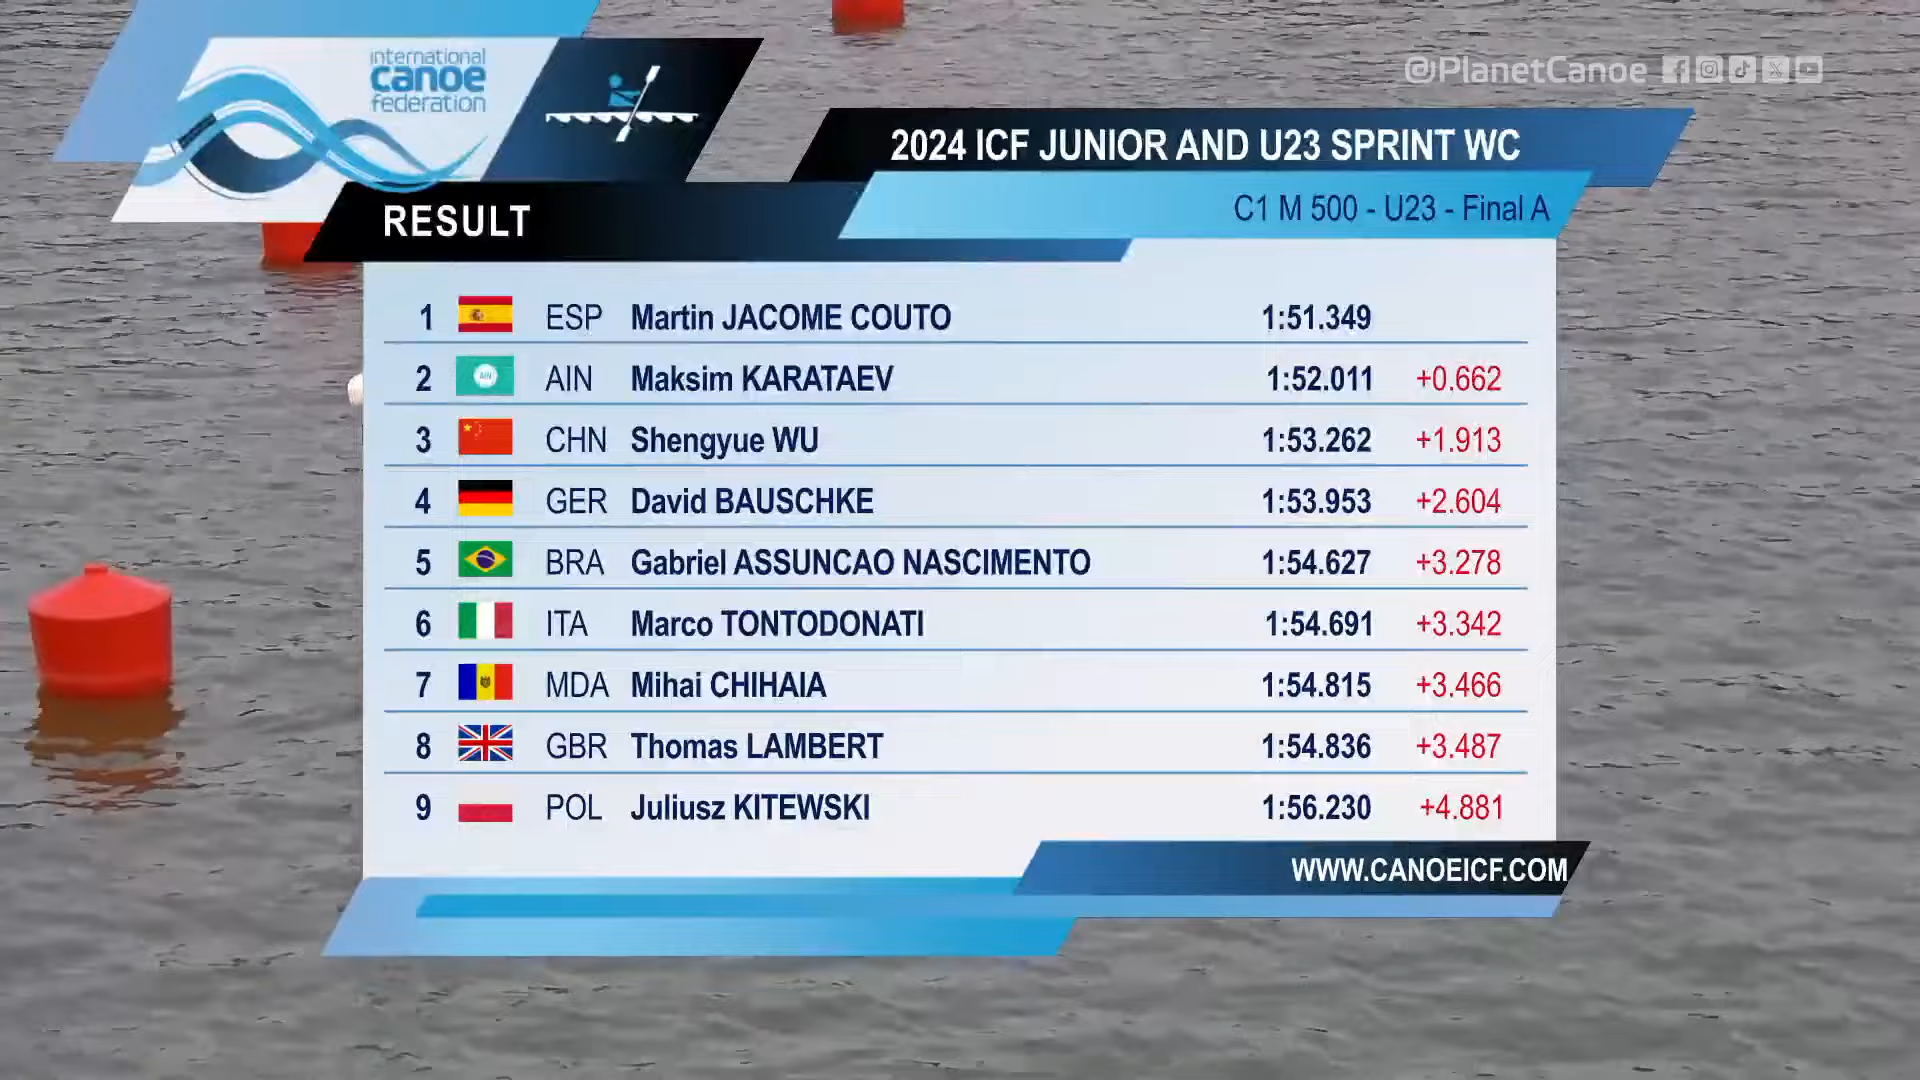 international
canoe
federation
@PlanetCanoe
2024 ICF JUNIOR AND U23 SPRINT WC
C1 M 500 - U23 - Final A
RESULT
1 ESP Martin JACOME COUTO 1:51.349
2 AIN AIN Maksim KARATAEV 1:52.011 +0.662
3 CHN Shengyue WU 1:53.262 +1.913
4 GER David BAUSCHKE 1:53.953 +2.604
5 BRA Gabriel ASSUNCAO NASCIMENTO 1:54.627 +3.278
6 ITA Marco TONTODONATI 1:54.691 +3.342
7 MDA Mihai CHIHAIA 1:54.815 +3.466
8 GBR Thomas LAMBERT 1:54.836 +3.487
9 POL Juliusz KITEWSKI 1:56.230 +4.881
WWW.CANOEICF.COM